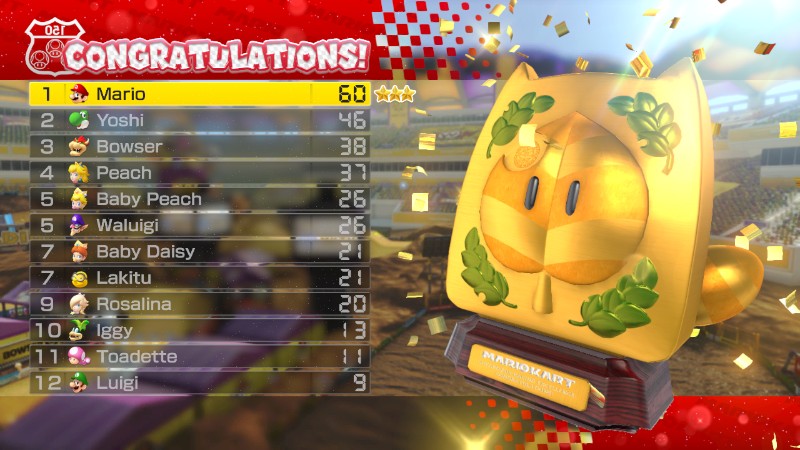 150
CONGRATULATIONS!
1 Mario 60
2 Yoshi 46
3 Bowser 38
4 Peach 37
5 Baby Peach 26
5 Waluigi 26
7 Baby Daisy 21
7 Lakitu 21
9 Rosalina 20
10 Iggy 13
11 Toadette 11
12 Luigi 9
MARIOKART